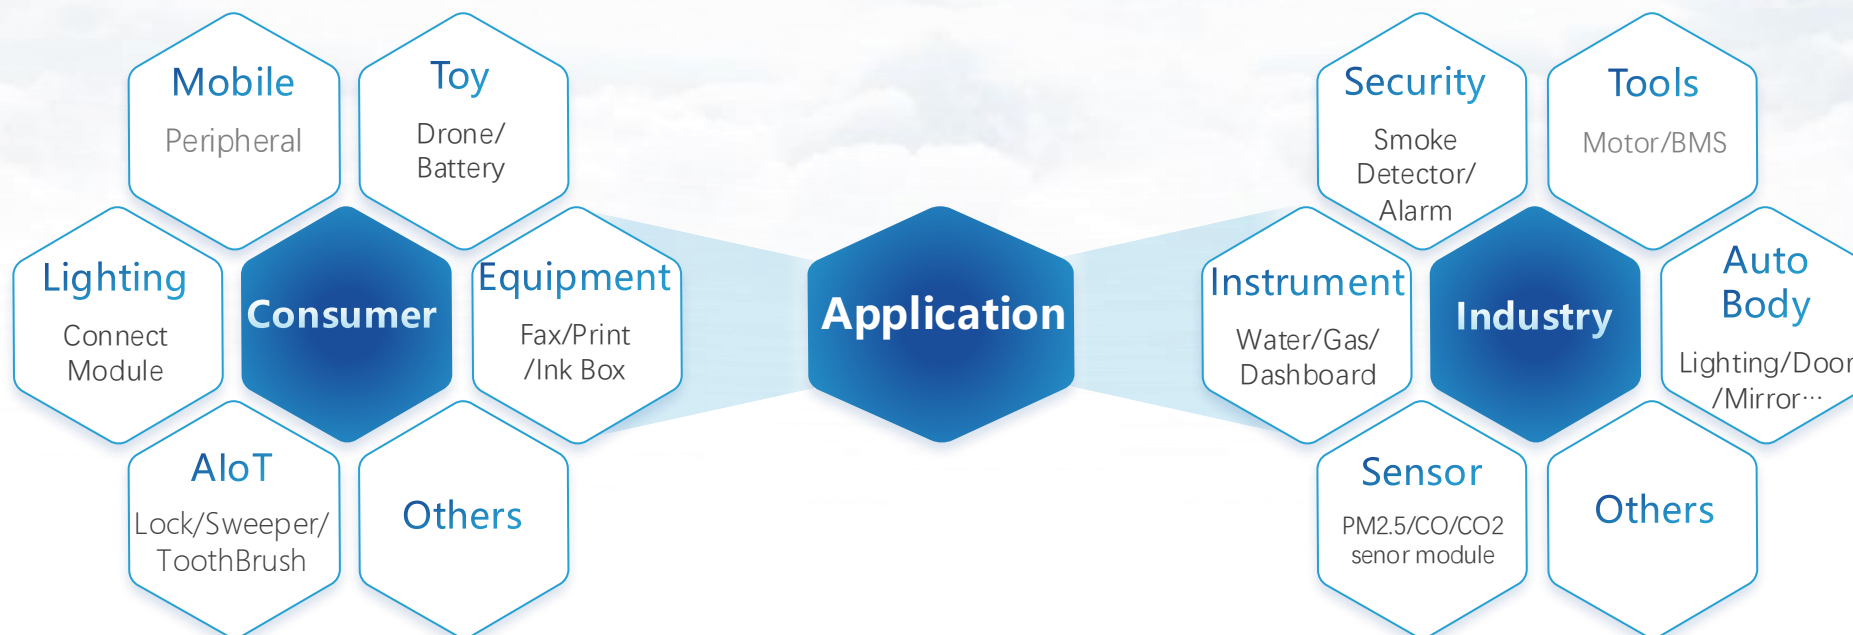 Mobile
Peripheral
Toy
Drone/
Battery
Lighting
Connect
Module
Consumer
Equipment
Fax/Print
/Ink Box
AIoT
Lock/Sweeper/
ToothBrush
Others
Application
Security
Smoke
Detector/
Alarm
Tools
Motor/BMS
Instrument
Water/Gas/
Dashboard
Industry
Auto
Body
Lighting/Door
/Mirror···
Sensor
PM2.5/CO/CO2
senor module
Others